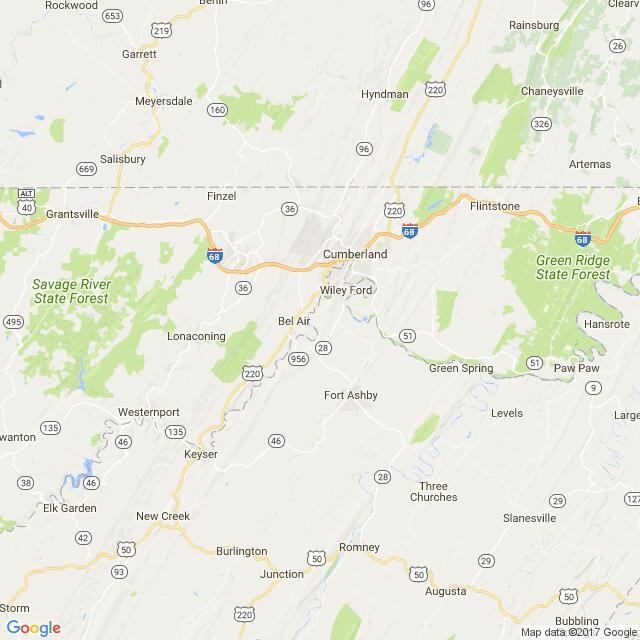 Rockwood
Berlin
96
Rainsburg
Clearv
653
219
26
Garrett
Hyndman
220
Chaneysville
Meyersdale
160
326
96
Salisbury
669
Artemas
ALT
40
Grantsville
Finzel
36
220
Flintstone
68
68
68
Cumberland
Green Ridge
State Forest
Savage River
State Forest
36
Wiley Ford
495
Bel Air
Hansrote
Lonaconing
28
51
956
51
220
Green Spring
Paw Paw
9
Westernport
Fort Ashby
Levels
Large
135
135
46
46
wanton
Keyser
38
46
28
Three
Churches
Elk Garden
New Creek
29
127
Slanesville
42
50
Burlington
50
Romney
29
93
Junction
50
Augusta
50
Storm
220
Bubbling
Google
Map data ©2017 Google